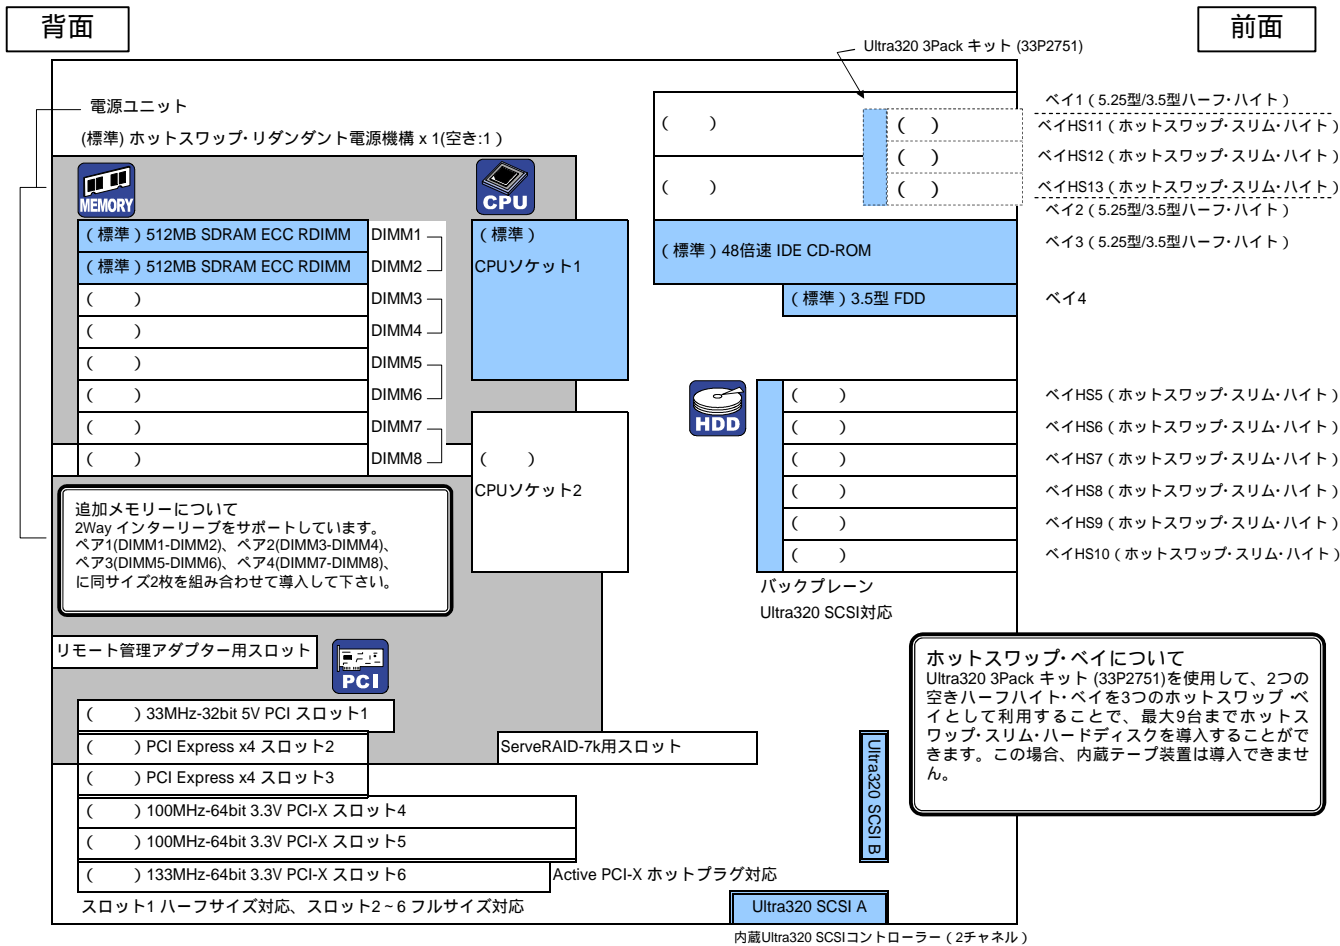 背面
前面
Ultra320 3Pack キット (33P2751)
電源ユニット
(標準) ホットスワップ・リダンダント電源機構 x 1(空き:1 )
MEMORY
CPU
( 標準 ) 512MB SDRAM ECC RDIMM DIMM1
( 標準 ) 512MB SDRAM ECC RDIMM DIMM2
( ) DIMM3
( ) DIMM4
( ) DIMM5
( ) DIMM6
( ) DIMM7
( ) DIMM8
( 標準 )
CPUソケット1
( )
CPUソケット2
追加メモリーについて
2Way インターリーブをサポートしています。
ペア1(DIMM1-DIMM2)、ペア2(DIMM3-DIMM4)、
ペア3(DIMM5-DIMM6)、ペア4(DIMM7-DIMM8)、
に同サイズ2枚を組み合わせて導入して下さい。
( )
( )
( )
( )
( )
( 標準 ) 48倍速 IDE CD-ROM
( 標準 ) 3.5型 FDD
ベイ1 ( 5.25型/3.5型ハーフ・ハイト )
ベイHS11 ( ホットスワップ・スリム・ハイト )
ベイHS12 ( ホットスワップ・スリム・ハイト )
ベイHS13 ( ホットスワップ・スリム・ハイト )
ベイ2 ( 5.25型/3.5型ハーフ・ハイト )
ベイ3 ( 5.25型/3.5型ハーフ・ハイト )
ベイ4
HDD
( ) ベイHS5 ( ホットスワップ・スリム・ハイト )
( ) ベイHS6 ( ホットスワップ・スリム・ハイト )
( ) ベイHS7 ( ホットスワップ・スリム・ハイト )
( ) ベイHS8 ( ホットスワップ・スリム・ハイト )
( ) ベイHS9 ( ホットスワップ・スリム・ハイト )
( ) ベイHS10 ( ホットスワップ・スリム・ハイト )
バックプレーン
Ultra320 SCSI対応
ホットスワップ・ベイについて
Ultra320 3Pack キット (33P2751)を使用して、2つの
空きハーフハイト・ベイを3つのホットスワップ・ベ
イとして利用することで、最大9台までホットス
ワップ・スリム・ハードディスクを導入することがで
きます。この場合、内蔵テープ装置は導入できませ
ん。
リモート管理アダプター用スロット
PCI
( ) 33MHz-32bit 5V PCI スロット1
( ) PCI Express x4 スロット2
( ) PCI Express x4 スロット3
( ) 100MHz-64bit 3.3V PCI-X スロット4
( ) 100MHz-64bit 3.3V PCI-X スロット5
( ) 133MHz-64bit 3.3V PCI-X スロット6
ServeRAID-7k用スロット
Active PCI-X ホットプラグ対応
スロット1 ハーフサイズ対応、スロット2 ~ 6 フルサイズ対応
Ultra320 SCSI B
Ultra320 SCSI A
内蔵Ultra320 SCSIコントローラー ( 2チャネル )